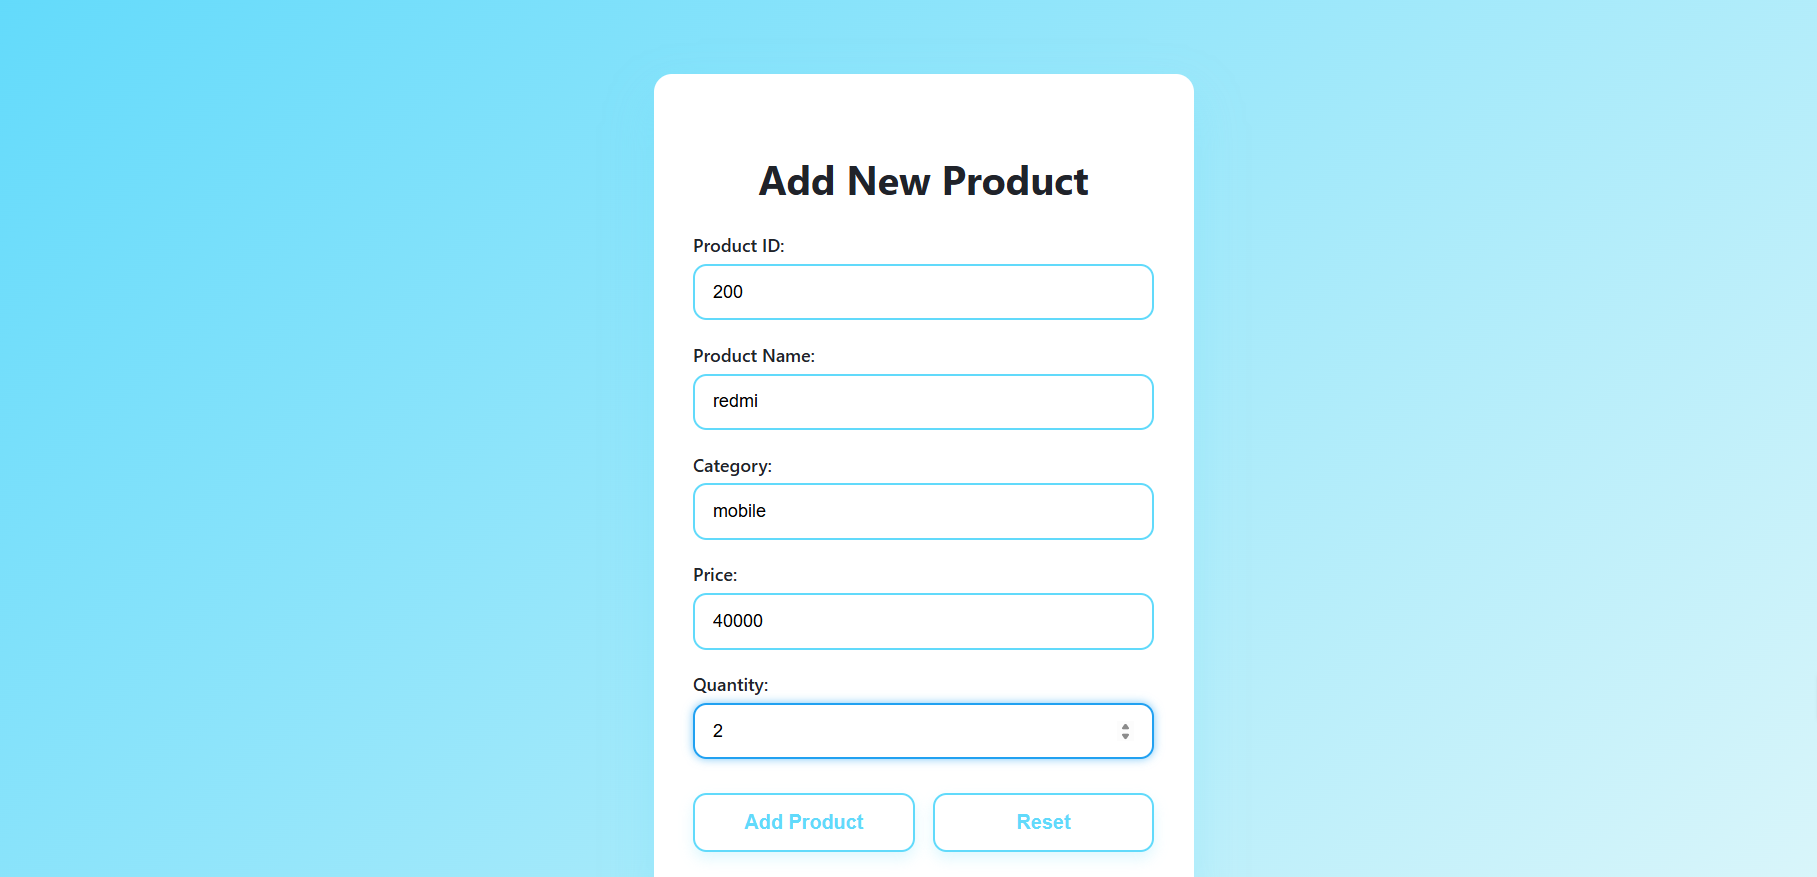 Add New Product
Product ID:
200
Product Name:
redmi
Category:
mobile
Price:
40000
Quantity:
2
Add Product
Reset